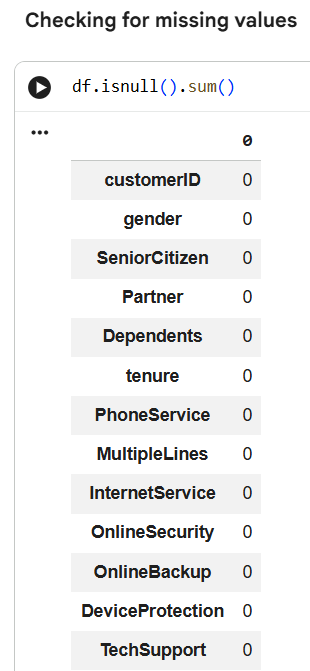 Checking for missing values
df.isnull().sum()
0
customerID 0
gender 0
SeniorCitizen 0
Partner 0
Dependents 0
tenure 0
PhoneService 0
MultipleLines 0
InternetService 0
OnlineSecurity 0
OnlineBackup 0
DeviceProtection 0
TechSupport 0